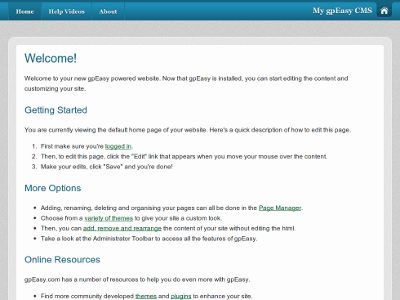 Home Help Videos About My gpEasy CMS
Welcome!
Welcome to your new gpEasy powered website. Now that gpEasy is installed, you can start editing the content and
customizing your site.
Getting Started
You are currently viewing the default home page of your website. Here's a quick description of how to edit this page.
1. First make sure you're logged in.
2. Then, to edit this page, click the "Edit" link that appears when you move your mouse over the content.
3. Make your edits, click "Save" and you're done!
More Options
• Adding, renaming, deleting and organising your pages can all be done in the Page Manager.
• Choose from a variety of themes to give your site a custom look.
• Then, you can add, remove and rearrange the content of your site without editing the html.
• Take a look at the Administrator Toolbar to access all the features of gpEasy.
Online Resources
gpEasy.com has a number of resources to help you do even more with gpEasy.
• Find more community developed themes and plugins to enhance your site.